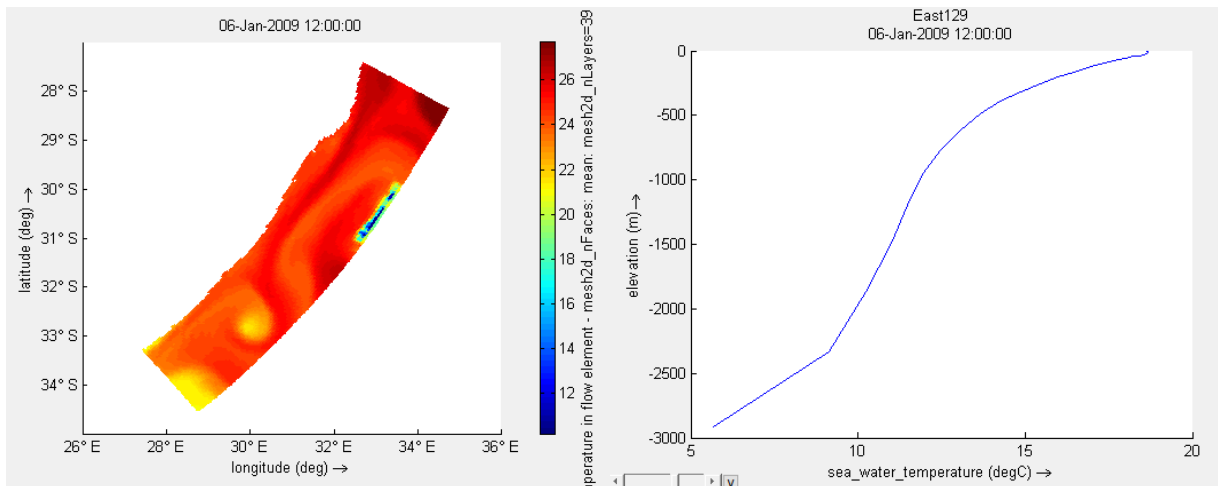 06-Jan-2009 12:00:00
28° S
29° S
30° S
31° S
32° S
33° S
34° S
latitude (deg) →
26° E
28° E
30° E
32° E
34° E
36° E
longitude (deg) →
26
24
22
20
18
16
14
12
perature in flow element - mesh2d_nFaces: mean: mesh2d_nLayers=39
East129
06-Jan-2009 12:00:00
0
-500
-1000
-1500
-2000
-2500
-3000
elevation (m) →
5
10
15
20
sea_water_temperature (degC) →
v